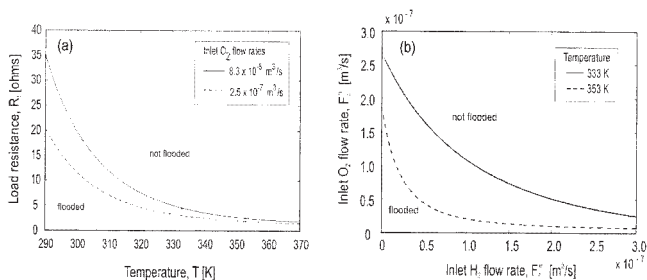 (a)
Load resistance, R [ohms]
40
35
30
25
20
15
10
5
0
Inlet O2 flow rates
8.3 x 10-8 m3/s
2.5 x 10-7 m3/s
not flooded
flooded
290 300 310 320 330 340 350 360 370
Temperature, T [K]
x 10-7
(b)
Inlet O2 flow rate, F [m3/s]
3.0
2.5
2.0
1.5
1.0
0.5
0
Temperature
333 K
353 K
not flooded
flooded
0 0.5 1.0 1.5 2.0 2.5 3.0
x 10-7
Inlet H2 flow rate, F [m3/s]